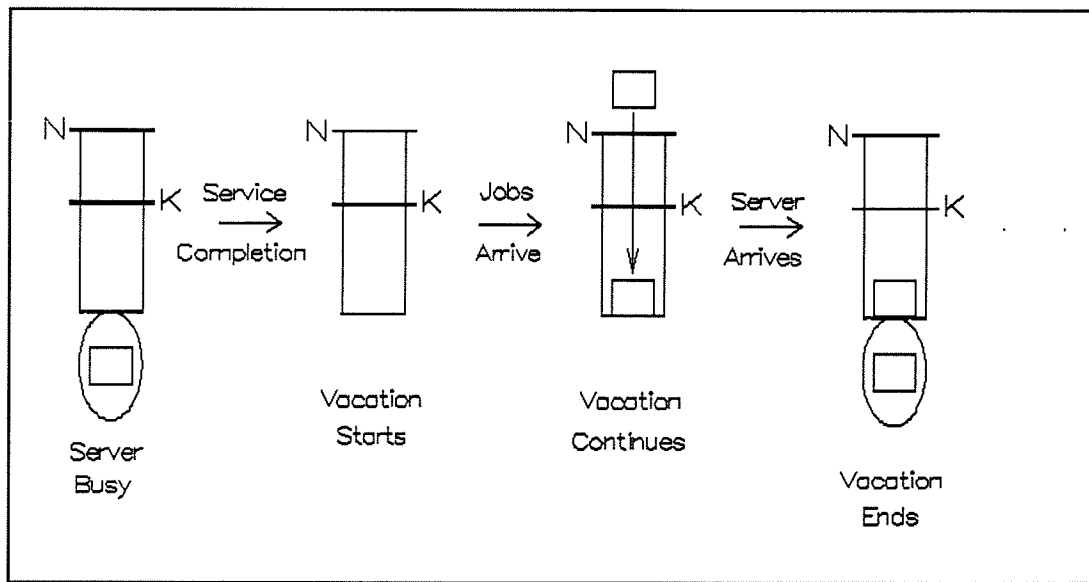 N
K
Server
Busy
Service
Completion
N
K
Vacation
Starts
Jobs
Arrive
N
K
Vacation
Continues
Server
Arrives
N
K
Vacation
Ends